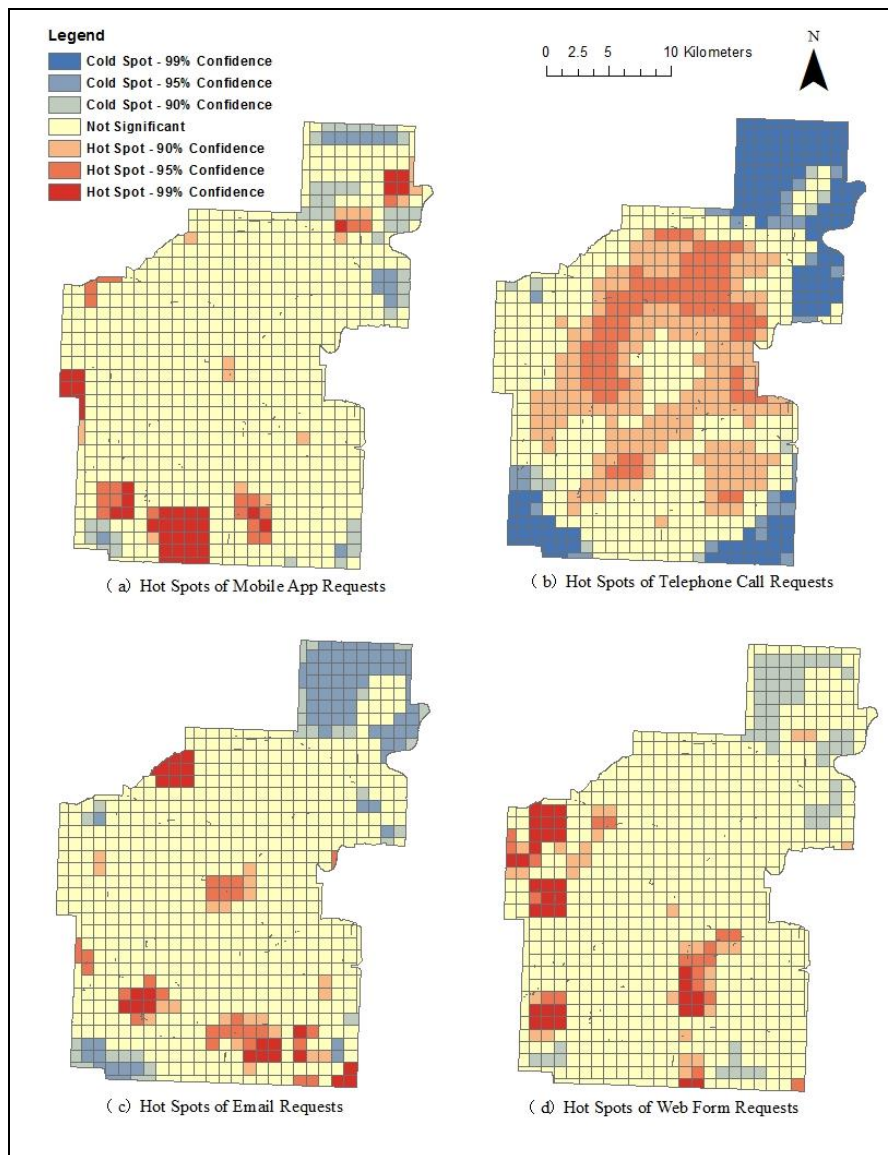 Legend
Cold Spot - 99% Confidence
Cold Spot - 95% Confidence
Cold Spot - 90% Confidence
Not Significant
Hot Spot - 90% Confidence
Hot Spot - 95% Confidence
Hot Spot - 99% Confidence
0 2.5 5 10 Kilometers
N
( a) Hot Spots of Mobile App Requests
( b) Hot Spots of Telephone Call Requests
( c) Hot Spots of Email Requests
( d) Hot Spots of Web Form Requests